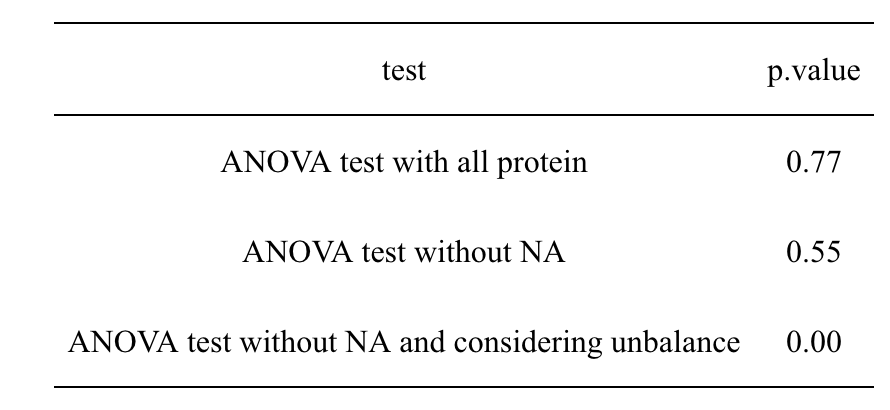 test p.value
ANOVA test with all protein 0.77
ANOVA test without NA 0.55
ANOVA test without NA and considering unbalance 0.00